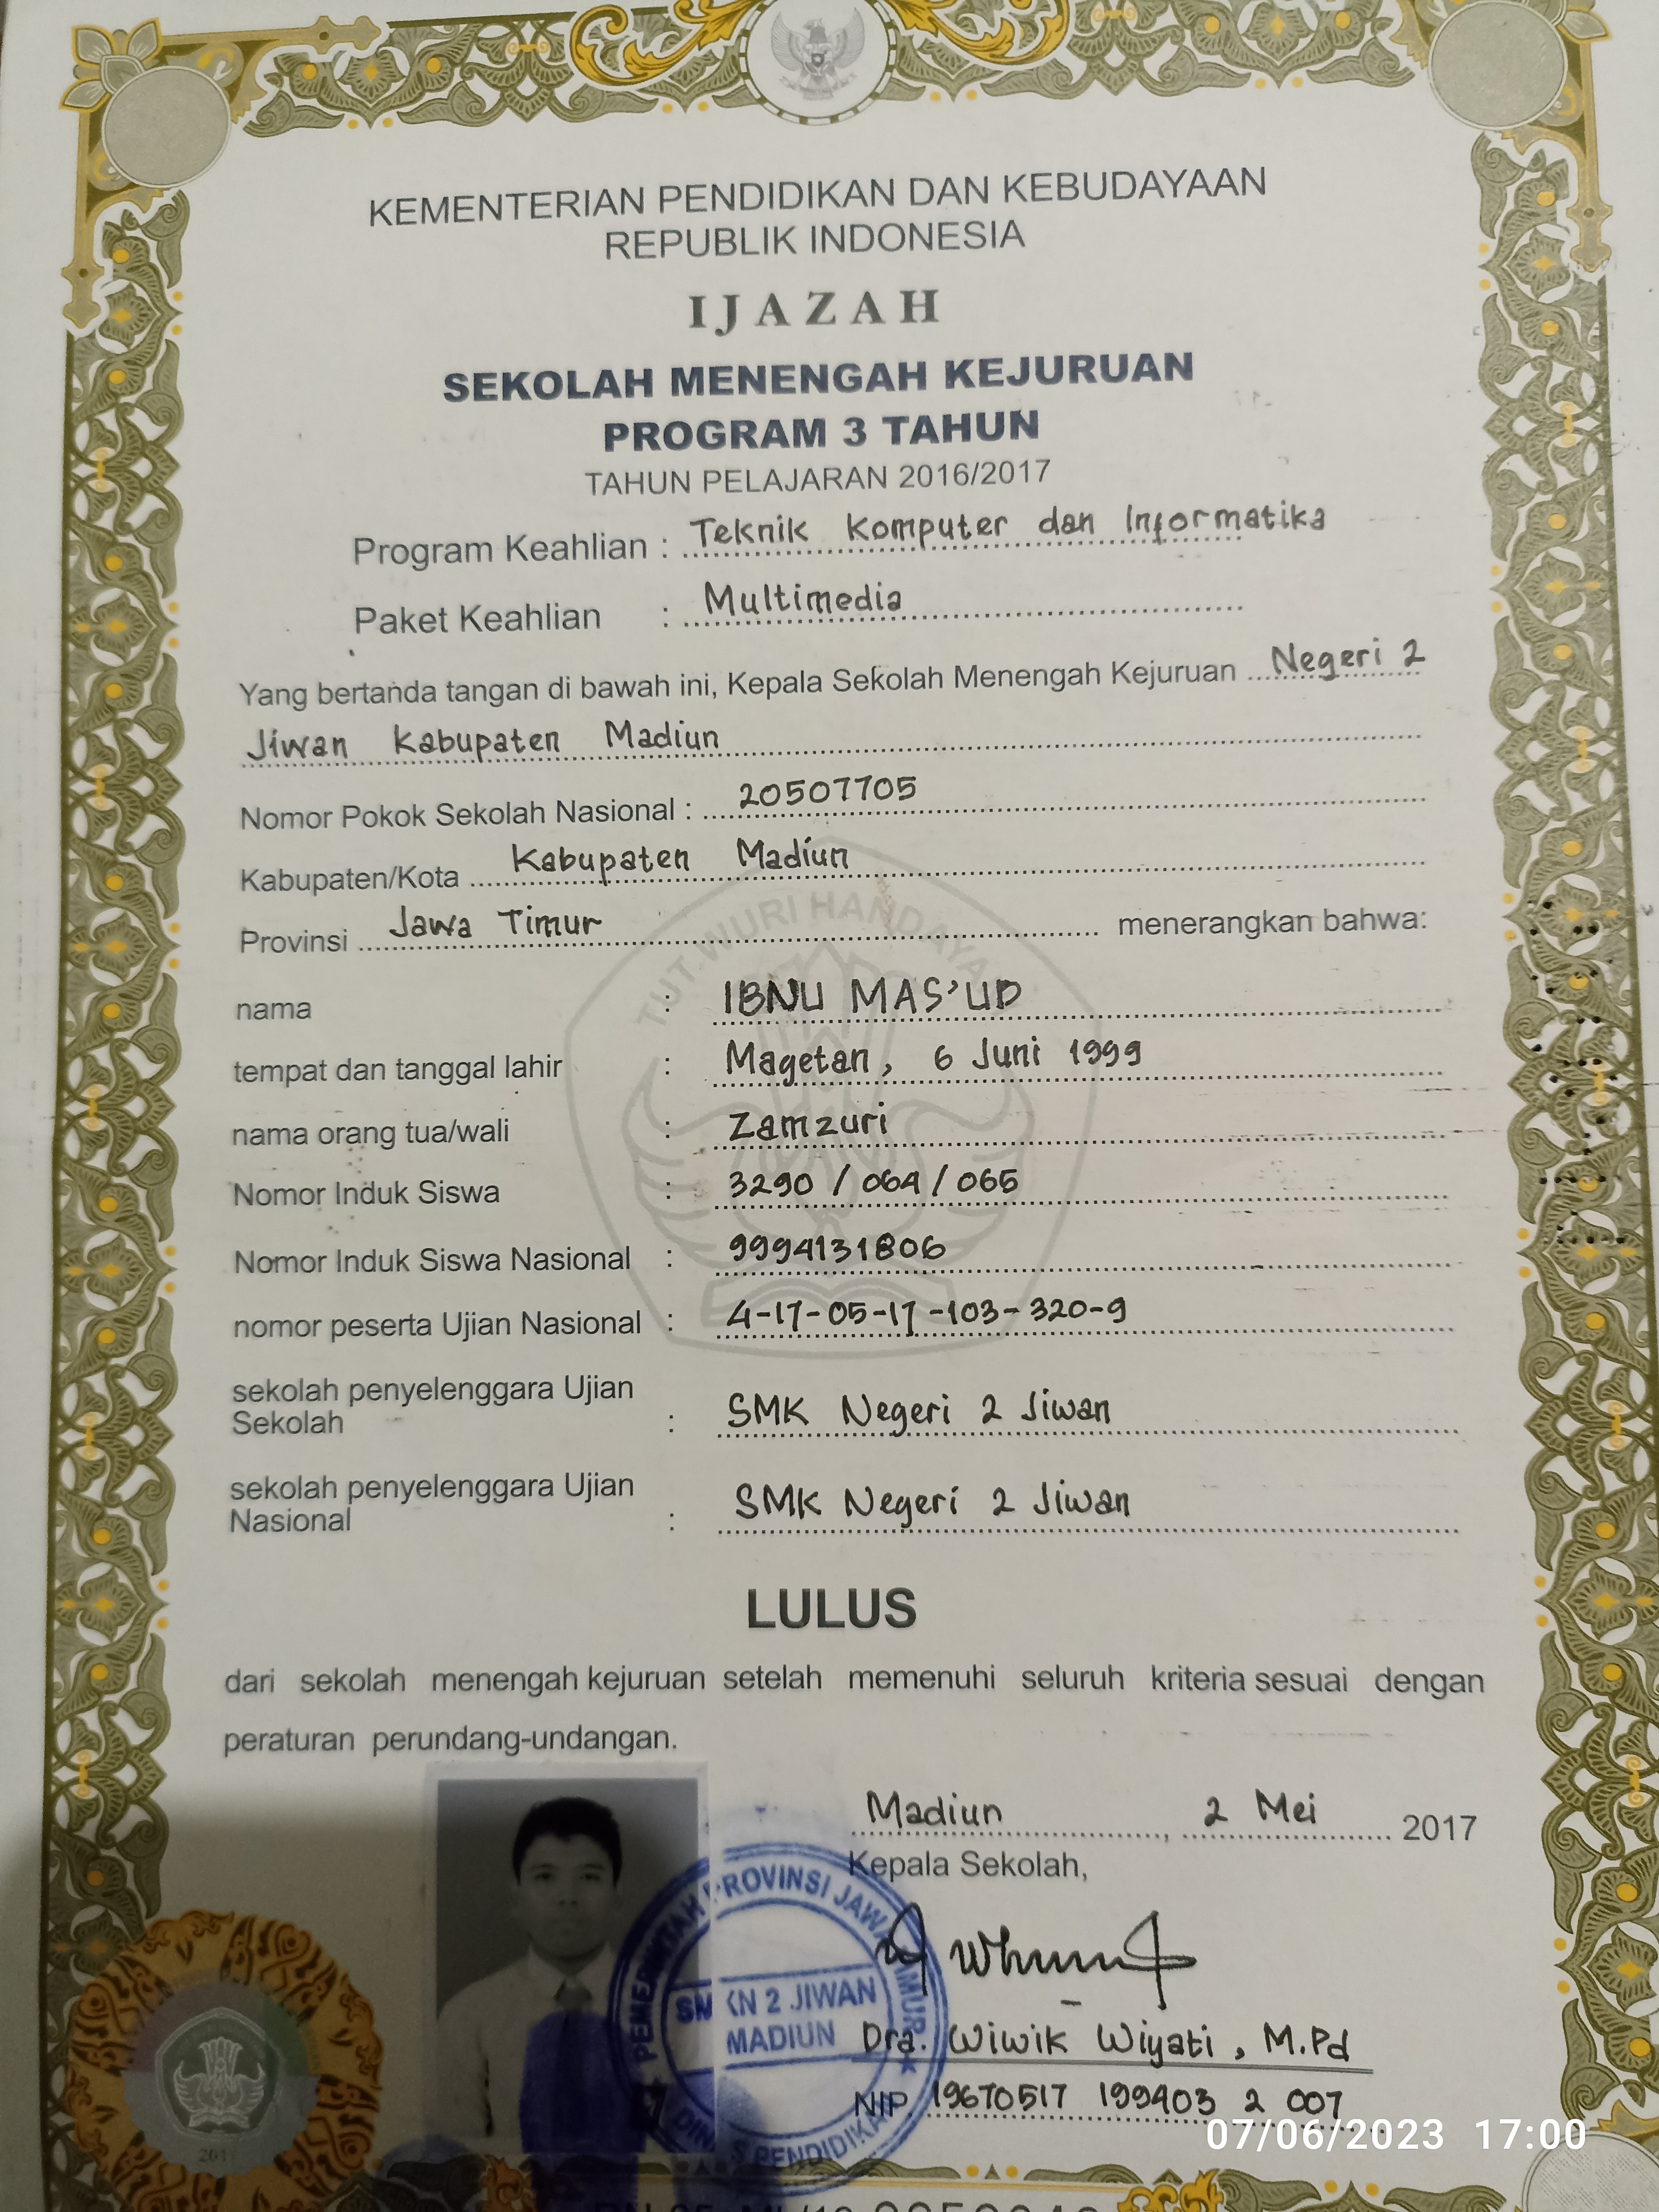 KEMENTERIAN PENDIDIKAN DAN KEBUDAYAAN
REPUBLIK INDONESIA
IJAZAH
SEKOLAH MENENGAH KEJURUAN
PROGRAM 3 TAHUN
TAHUN PELAJARAN 2016/2017
Program Keahlian : Teknik Komputer dan Informatika
Paket Keahlian : Multimedia
Yang bertanda tangan di bawah ini, Kepala Sekolah Menengah Kejuruan Negeri 2
Jiwan Kabupaten Madiun
Nomor Pokok Sekolah Nasional : 20507705
Kabupaten/Kota Kabupaten Madiun
Provinsi Jawa Timur menerangkan bahwa:
TUT WURI HANDAYANI
nama : IBNU MAS'UD
tempat dan tanggal lahir : Magetan, 6 Juni 1999
nama orang tua/wali : Zamzuri
Nomor Induk Siswa : 3290 / 064 / 065
Nomor Induk Siswa Nasional : 9994131806
nomor peserta Ujian Nasional : 4-17-05-17-103-320-9
sekolah penyelenggara Ujian
Sekolah : SMK Negeri 2 Jiwan
sekolah penyelenggara Ujian
Nasional : SMK Negeri 2 Jiwan
LULUS
dari sekolah menengah kejuruan setelah memenuhi seluruh kriteria sesuai dengan
peraturan perundang-undangan.
Madiun, 2 Mei 2017
Kepala Sekolah,
PEMERINTAH PROVINSI JAWA TIMUR
SMKN 2 JIWAN
MADIUN
DINAS PENDIDIKAN
Dra. Wiwik Wiyati, M.Pd
NIP. 19670517 199403 2 007
07/06/2023 17:00